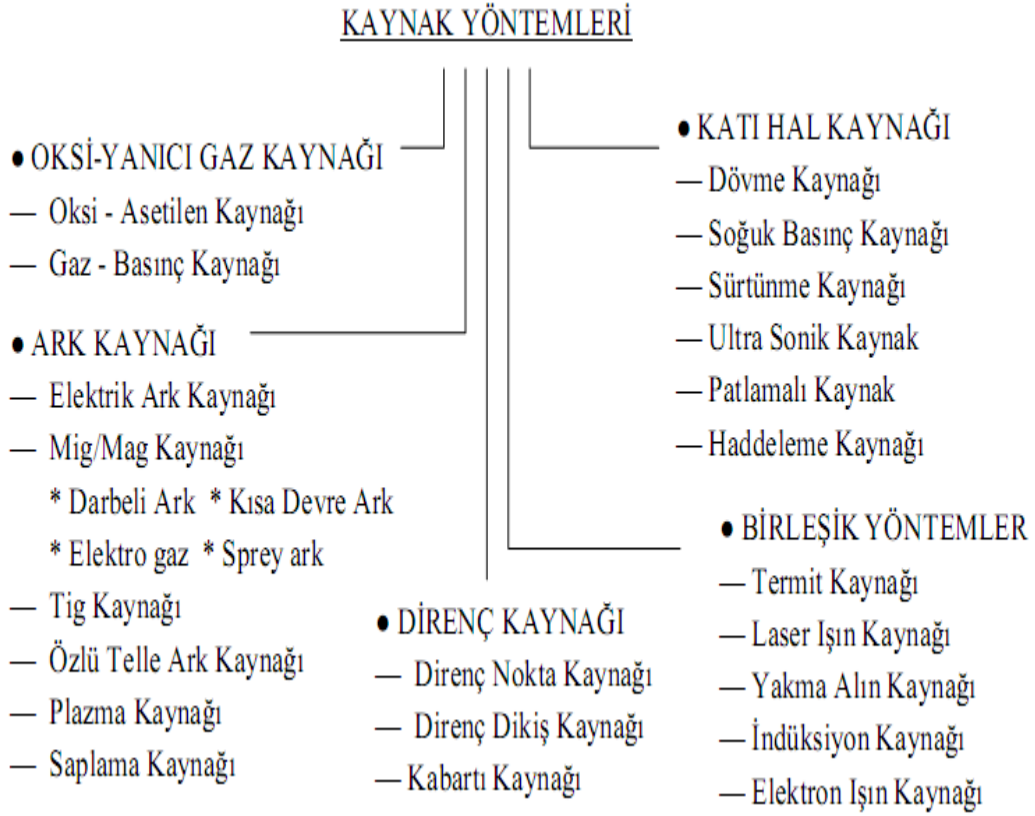 KAYNAK YÖNTEMLERİ
● OKSİ-YANICI GAZ KAYNAĞI
— Oksi - Asetilen Kaynağı
— Gaz - Basınç Kaynağı
● ARK KAYNAĞI
— Elektrik Ark Kaynağı
— Mig/Mag Kaynağı
* Darbeli Ark * Kısa Devre Ark
* Elektro gaz * Sprey ark
— Tig Kaynağı
— Özlü Telle Ark Kaynağı
— Plazma Kaynağı
— Saplama Kaynağı
● DİRENÇ KAYNAĞI
— Direnç Nokta Kaynağı
— Direnç Dikiş Kaynağı
— Kabartı Kaynağı
● KATI HAL KAYNAĞI
— Dövme Kaynağı
— Soğuk Basınç Kaynağı
— Sürtünme Kaynağı
— Ultra Sonik Kaynak
— Patlamalı Kaynak
— Haddeleme Kaynağı
● BİRLEŞİK YÖNTEMLER
— Termit Kaynağı
— Laser Işın Kaynağı
— Yakma Alın Kaynağı
— İndüksiyon Kaynağı
— Elektron Işın Kaynağı